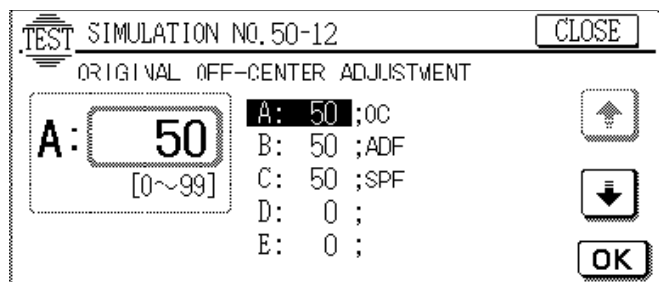 TEST SIMULATION NO.50-12 CLOSE
ORIGINAL OFF-CENTER ADJUSTMENT
A: 50
[0~99]
A: 50 ;OC
B: 50 ;ADF
C: 50 ;SPF
D: 0 ;
E: 0 ;
OK